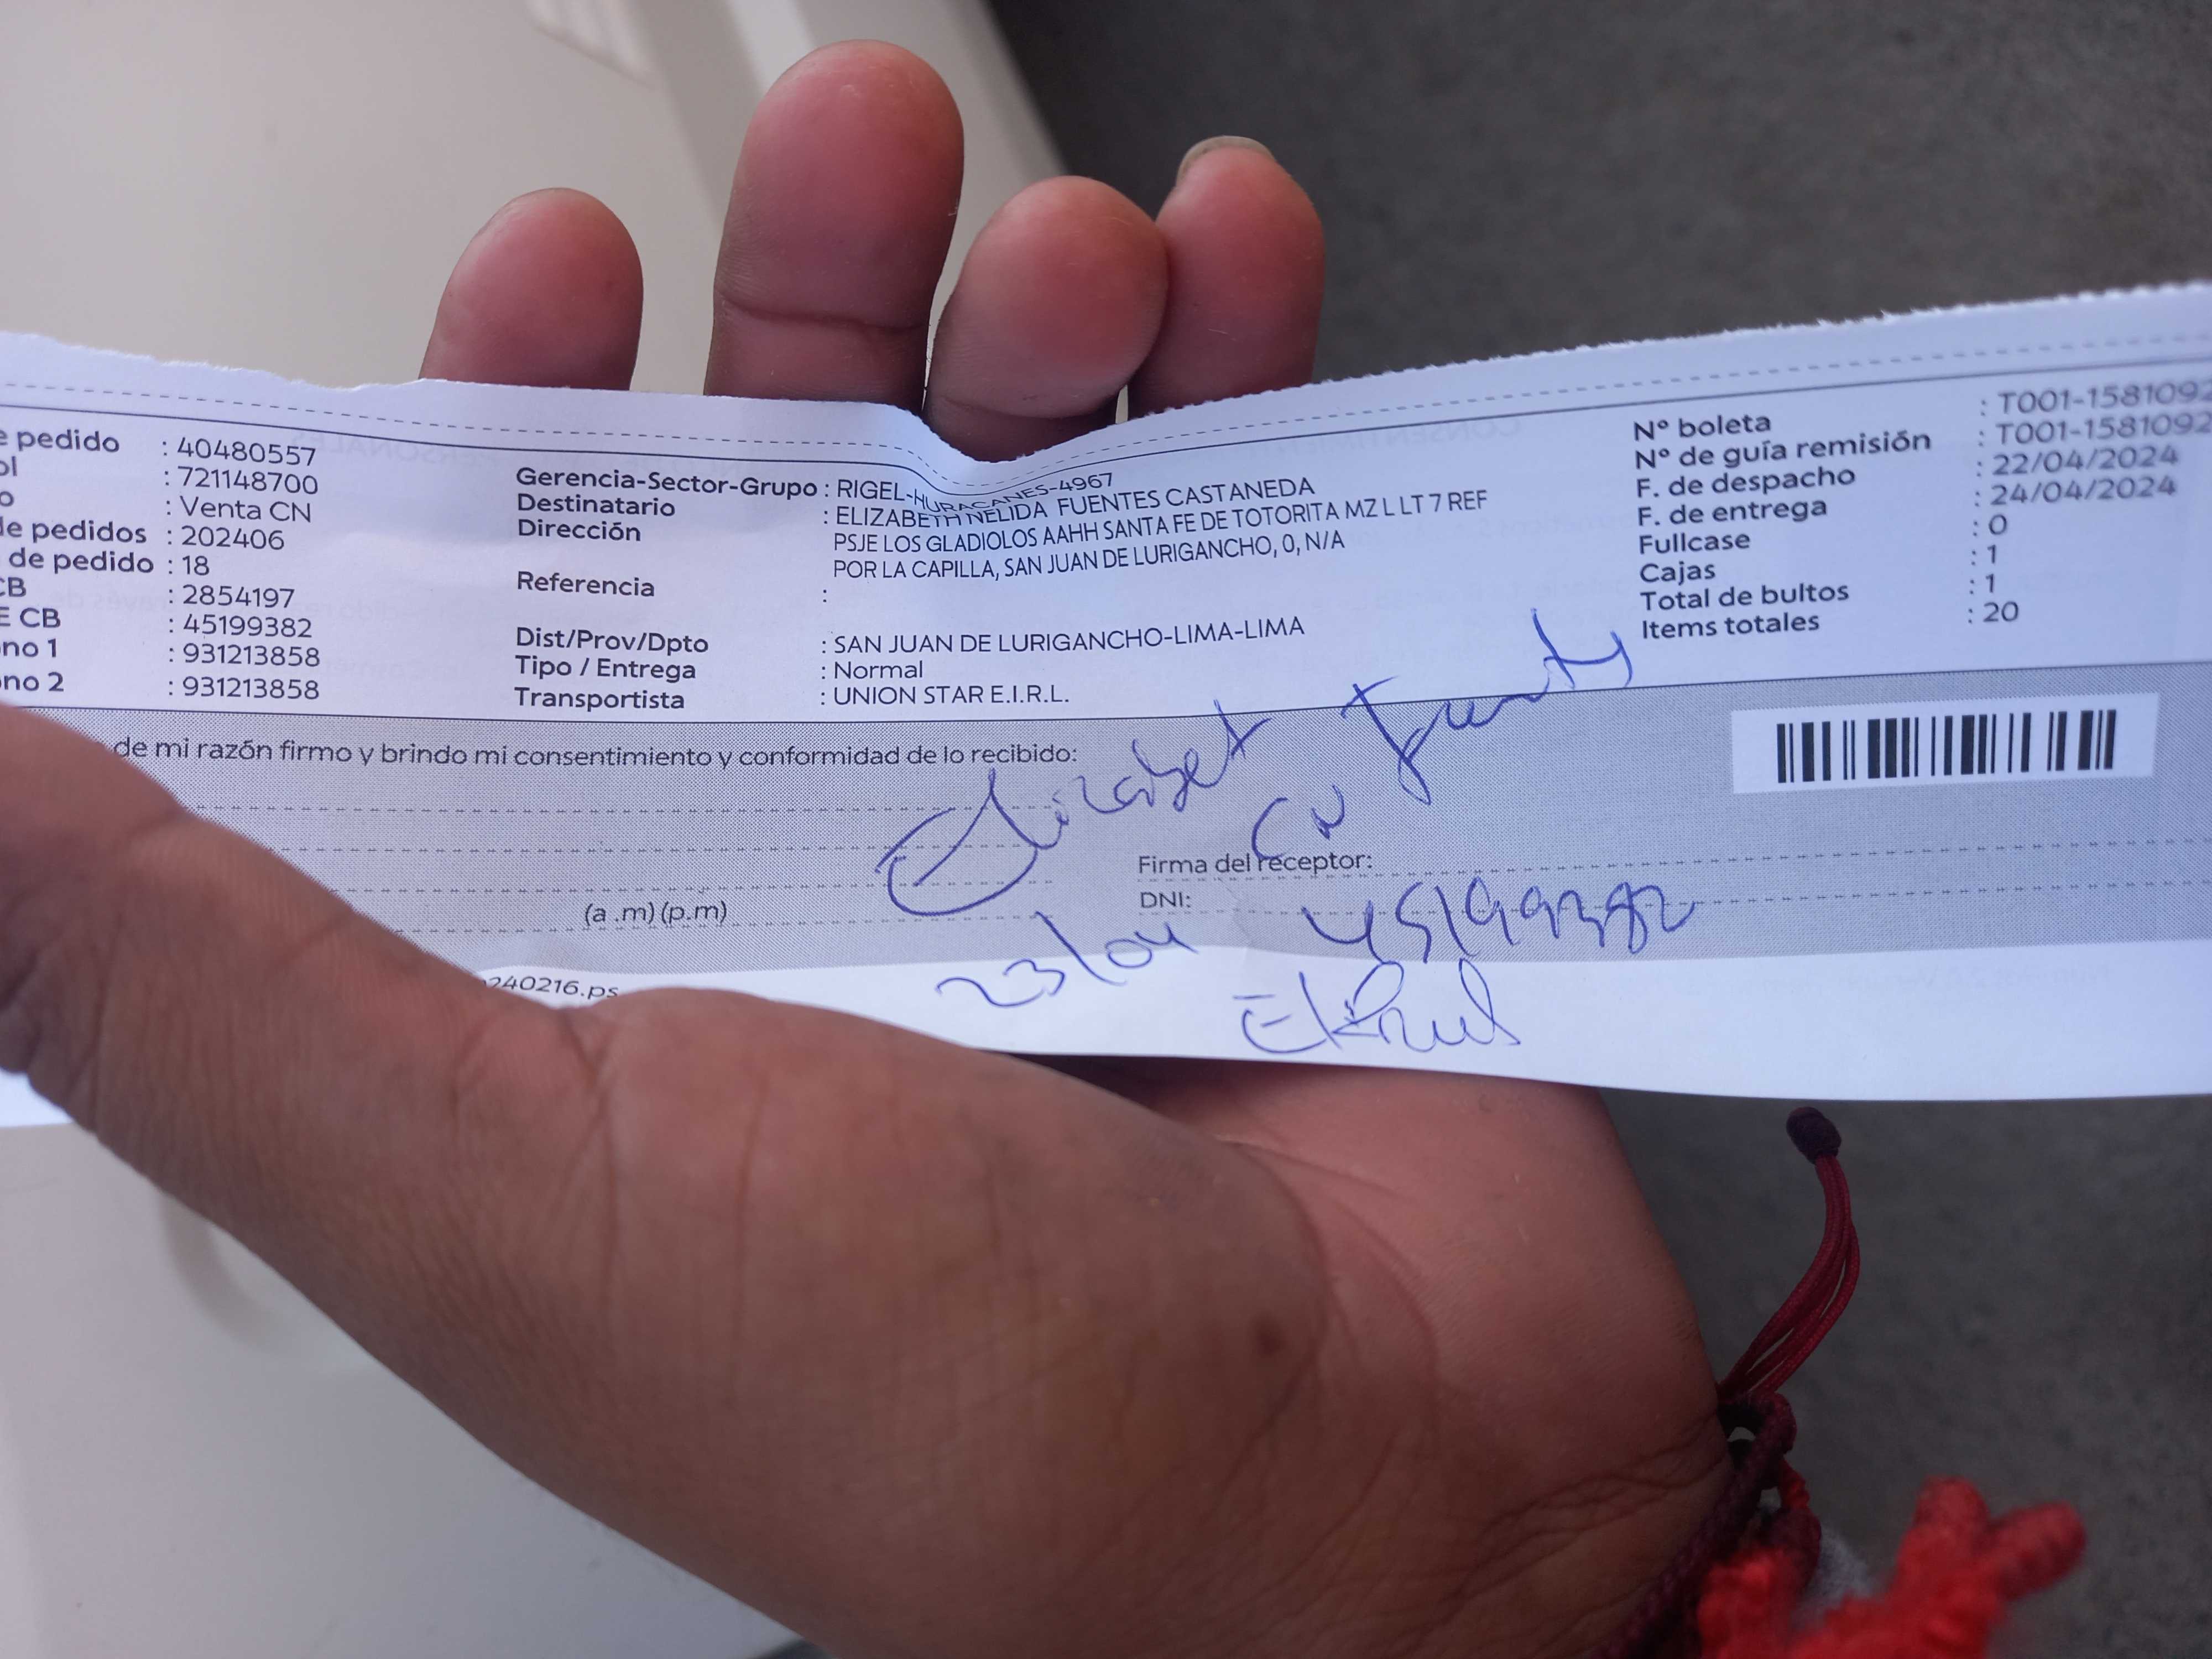 e pedido : 40480557
ol : 721148700
o : Venta CN
de pedidos : 202406
de pedido : 18
CB : 2854197
E CB : 45199382
ono 1 : 931213858
ono 2 : 931213858
Gerencia-Sector-Grupo : RIGEL-HURACANES-4967
Destinatario : ELIZABETH NELIDA FUENTES CASTANEDA
Dirección PSJE LOS GLADIOLOS AAHH SANTA FE DE TOTORITA MZ L LT 7 REF
POR LA CAPILLA, SAN JUAN DE LURIGANCHO, 0, N/A
Referencia :
Dist/Prov/Dpto : SAN JUAN DE LURIGANCHO-LIMA-LIMA
Tipo / Entrega : Normal
Transportista : UNION STAR E.I.R.L.
Nº boleta : T001-1581092
Nº de guía remisión : T001-1581092
F. de despacho : 22/04/2024
F. de entrega : 24/04/2024
Fullcase : 0
Cajas : 1
Total de bultos : 1
Items totales : 20
de mi razón firmo y brindo mi consentimiento y conformidad de lo recibido:
Elizabet
CN
Firma del receptor:
DNI: 45199382
(a .m) (p.m)
23/04
240216.ps